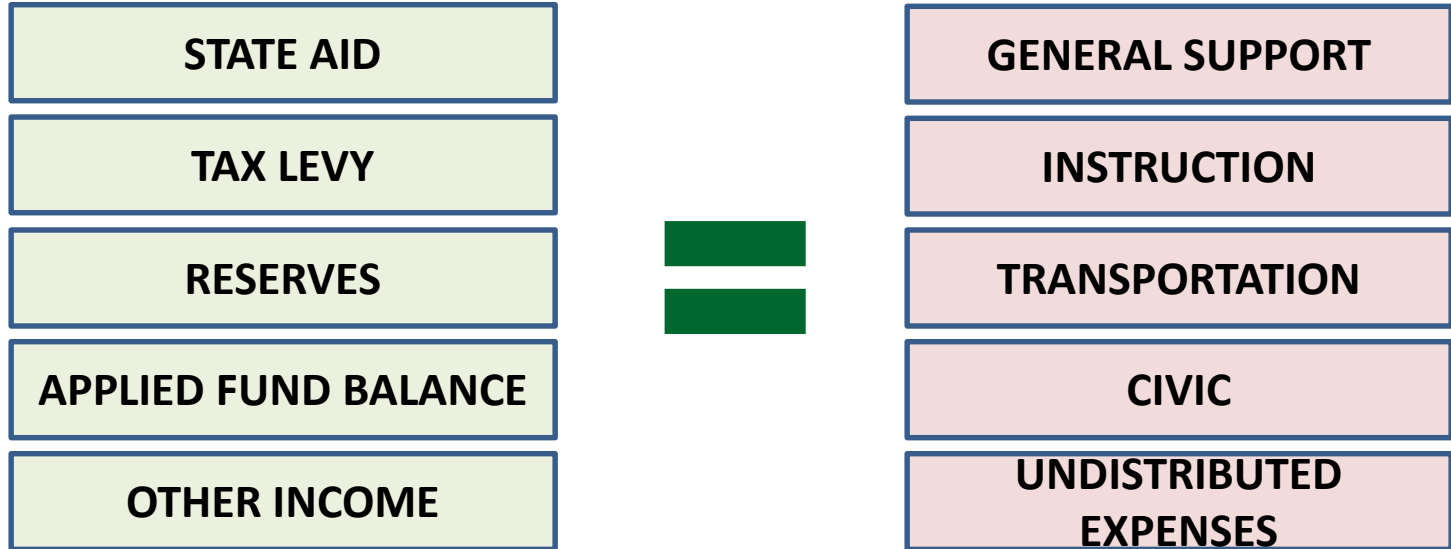 STATE AID
TAX LEVY
RESERVES
APPLIED FUND BALANCE
OTHER INCOME
GENERAL SUPPORT
INSTRUCTION
TRANSPORTATION
CIVIC
UNDISTRIBUTED
EXPENSES